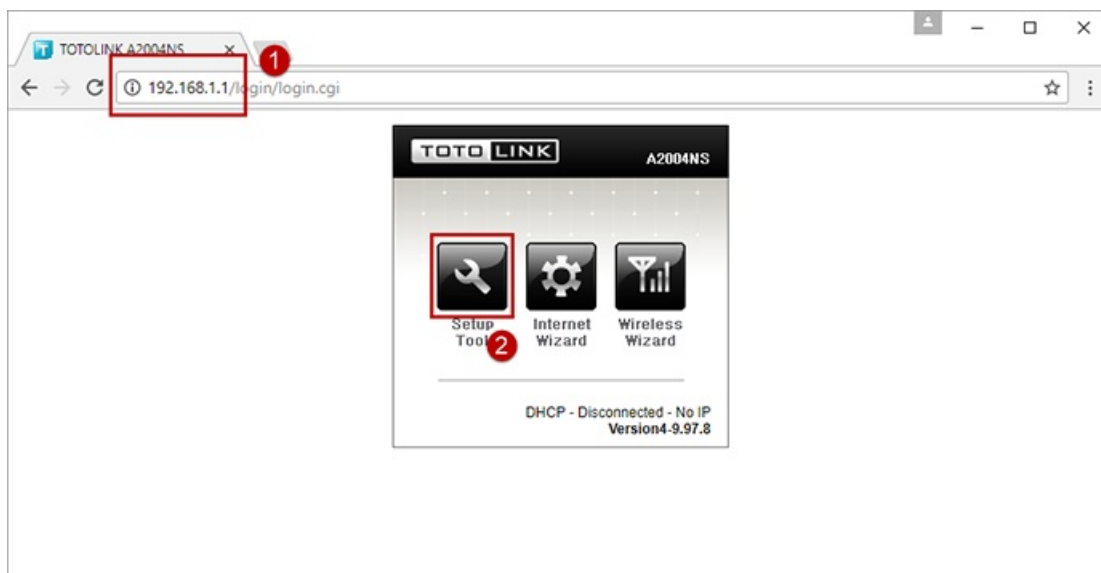 TOTOLINK A2004NS
1
192.168.1.1/login/login.cgi
TOTO LINK
A2004NS
Setup Internet Wireless
Tool Wizard Wizard
2
DHCP - Disconnected - No IP
Version4-9.97.8